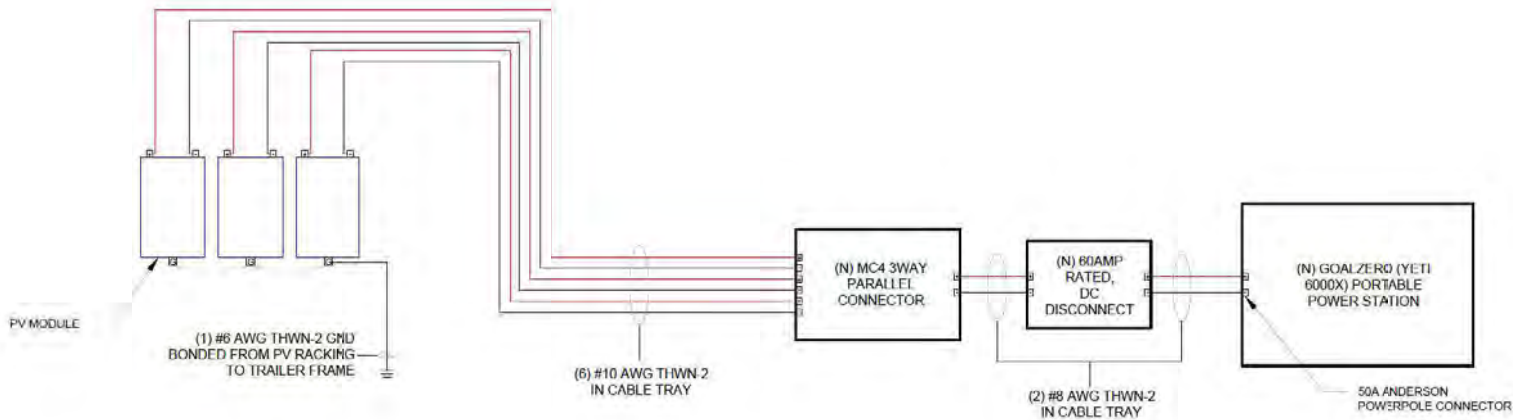 PV MODULE
(1) #6 AWG THWN-2 GND
BONDED FROM PV RACKING
TO TRAILER FRAME
(6) #10 AWG THWN-2
IN CABLE TRAY
(N) MC4 3WAY
PARALLEL
CONNECTOR
(N) 60AMP
RATED,
DC
DISCONNECT
(2) #8 AWG THWN-2
IN CABLE TRAY
(N) GOALZERO (YETI
6000X) PORTABLE
POWER STATION
50A ANDERSON
POWERPOLE CONNECTOR